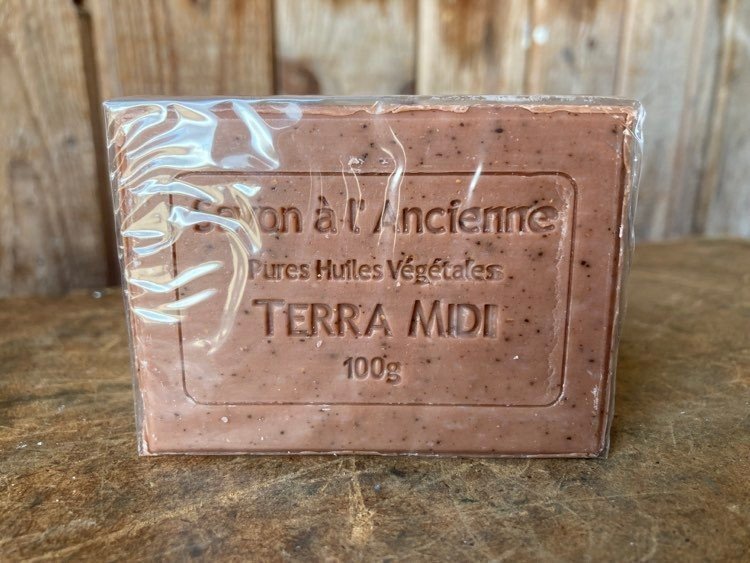 Savon à l' Ancienne
Pures Huiles Végétales
TERRA MIDI
100g